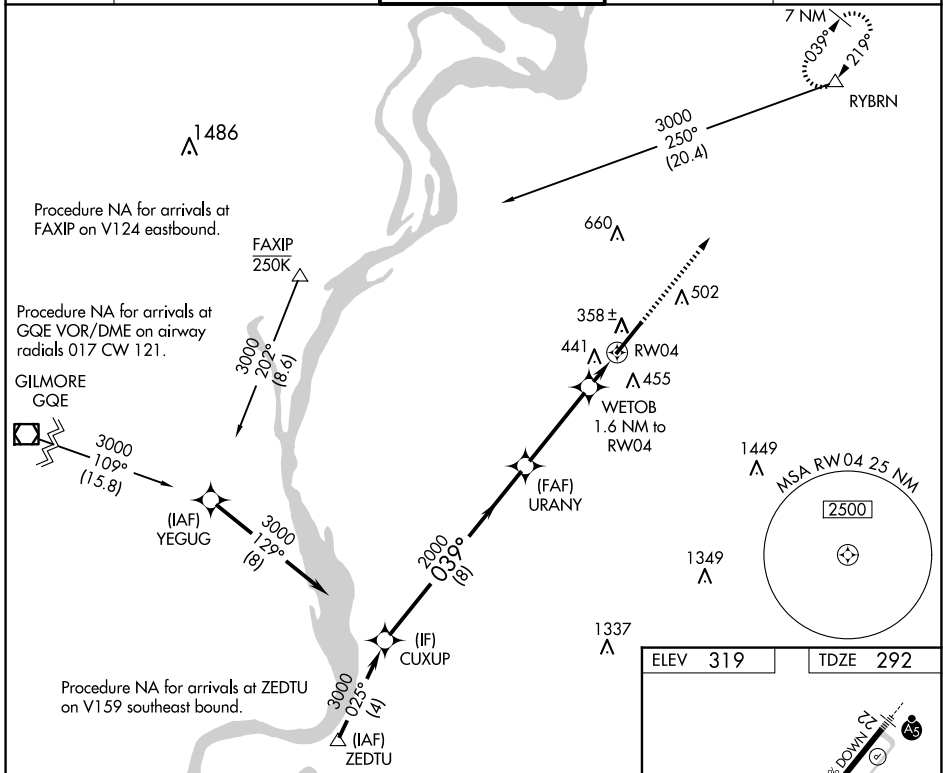 7 NM
039°
219°
RYBRN
3000
250°
(20.4)
1486
Procedure NA for arrivals at
FAXIP on V124 eastbound.
660
FAXIP
250K
502
Procedure NA for arrivals at
GQE VOR/DME on airway
radials 017 CW 121.
3000
202°
(8.6)
358 ±
441
RW04
455
GILMORE
GQE
WETOB
1.6 NM to
RW04
3000
109°
(15.8)
1449
MSA RW 04 25 NM
2500
(FAF)
URANY
(IAF)
YEGUG
3000
129°
(8)
2000
039°
(8)
1349
1337
(IF)
CUXUP
ELEV 319
TDZE 292
Procedure NA for arrivals at ZEDTU
on V159 southeast bound.
3000
025°
(4)
(IAF)
ZEDTU
22
% DOWN
A5
P